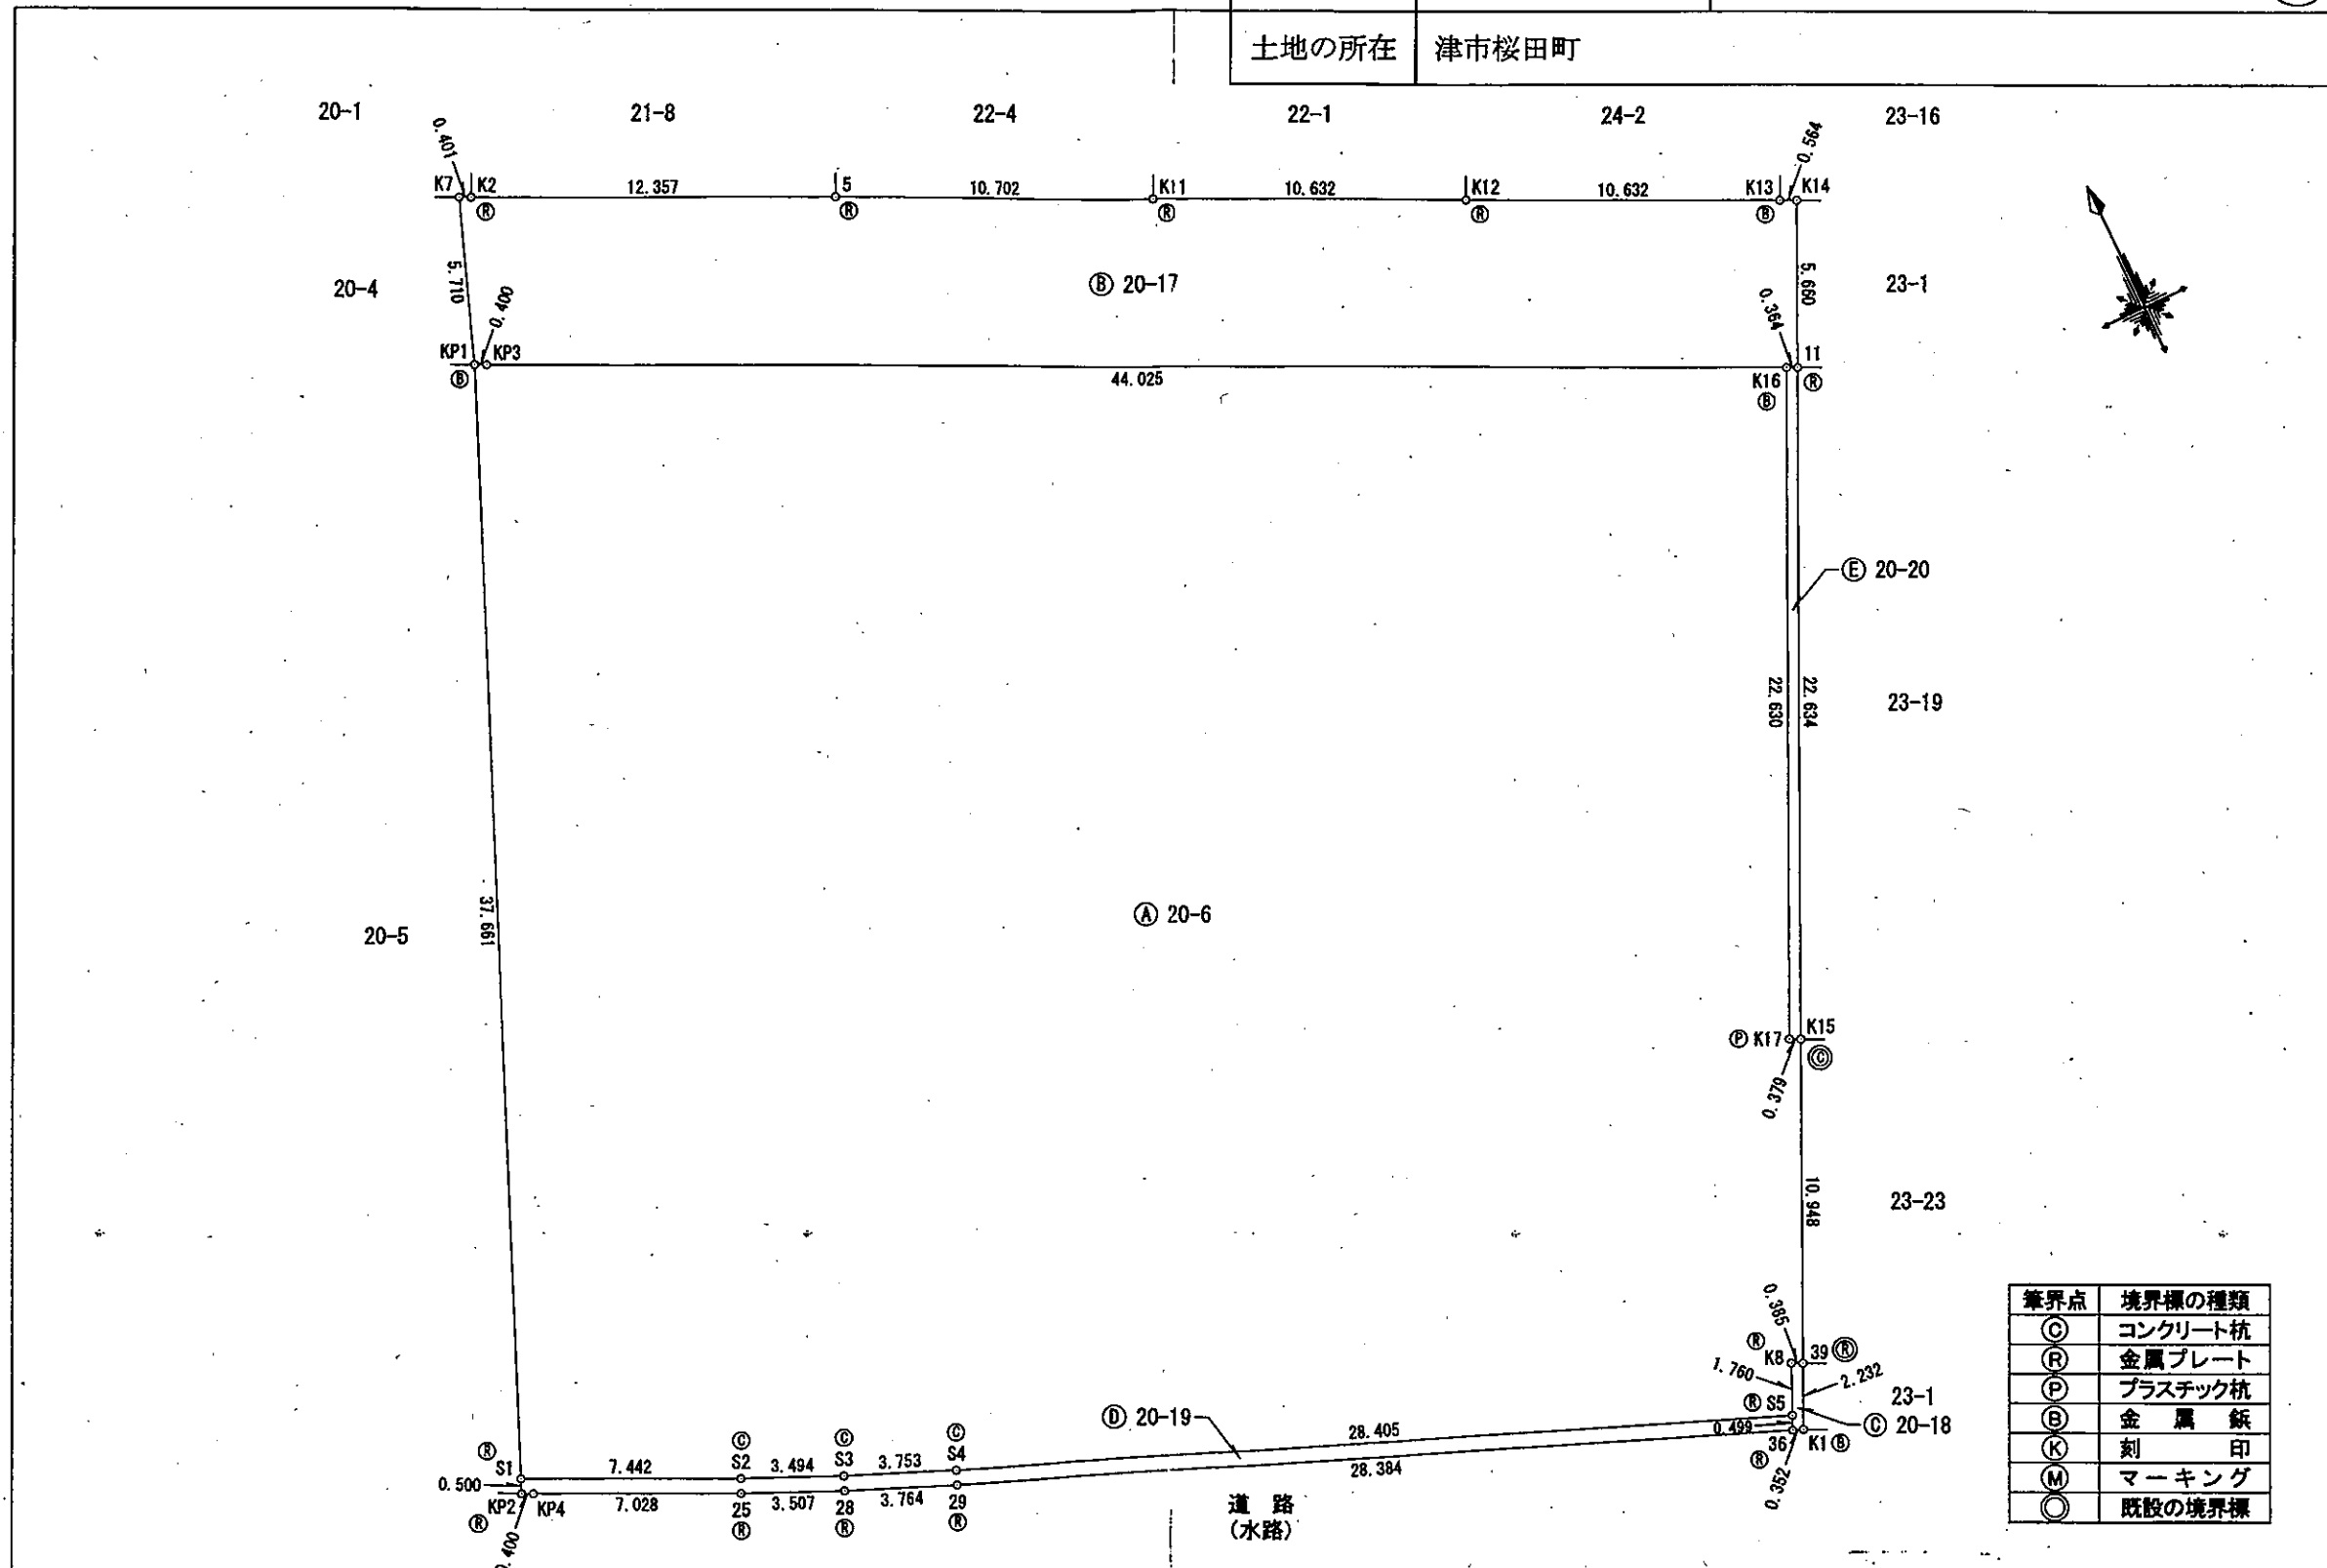 土地の所在 津市桜田町
20-1 21-8 22-4 22-1 24-2 23-16
0.401 0.564
K7 K2 12.357 5 10.702 K11 10.632 K12 10.632 K13 K14
Ⓡ Ⓡ Ⓡ Ⓡ Ⓑ
20-4 5.710 0.400 Ⓑ 20-17 0.364 5.660 23-1
KP1 KP3 44.025 K16 11
Ⓑ Ⓑ Ⓡ
Ⓔ 20-20
22.630 22.634 23-19
37.661
20-5 Ⓐ 20-6
Ⓟ K17 K15
Ⓒ
0.379
10.948 23-23
0.385
Ⓡ K8 39 Ⓡ
1.760 2.232 23-1
Ⓡ S5 Ⓒ 20-18
Ⓓ 20-19 28.405 0.499 36 K1 Ⓑ
Ⓡ 0.352
28.384
Ⓒ Ⓒ Ⓒ
Ⓡ S1 7.442 S2 3.494 S3 3.753 S4
0.500
KP2 KP4 7.028 25 3.507 28 3.764 29
Ⓡ Ⓡ Ⓡ Ⓡ
0.400
道路
(水路)
筆界点 境界標の種類
Ⓒ コンクリート杭
Ⓡ 金属プレート
Ⓟ プラスチック杭
Ⓑ 金属鋲
Ⓚ 刻印
Ⓜ マーキング
◎ 既設の境界標